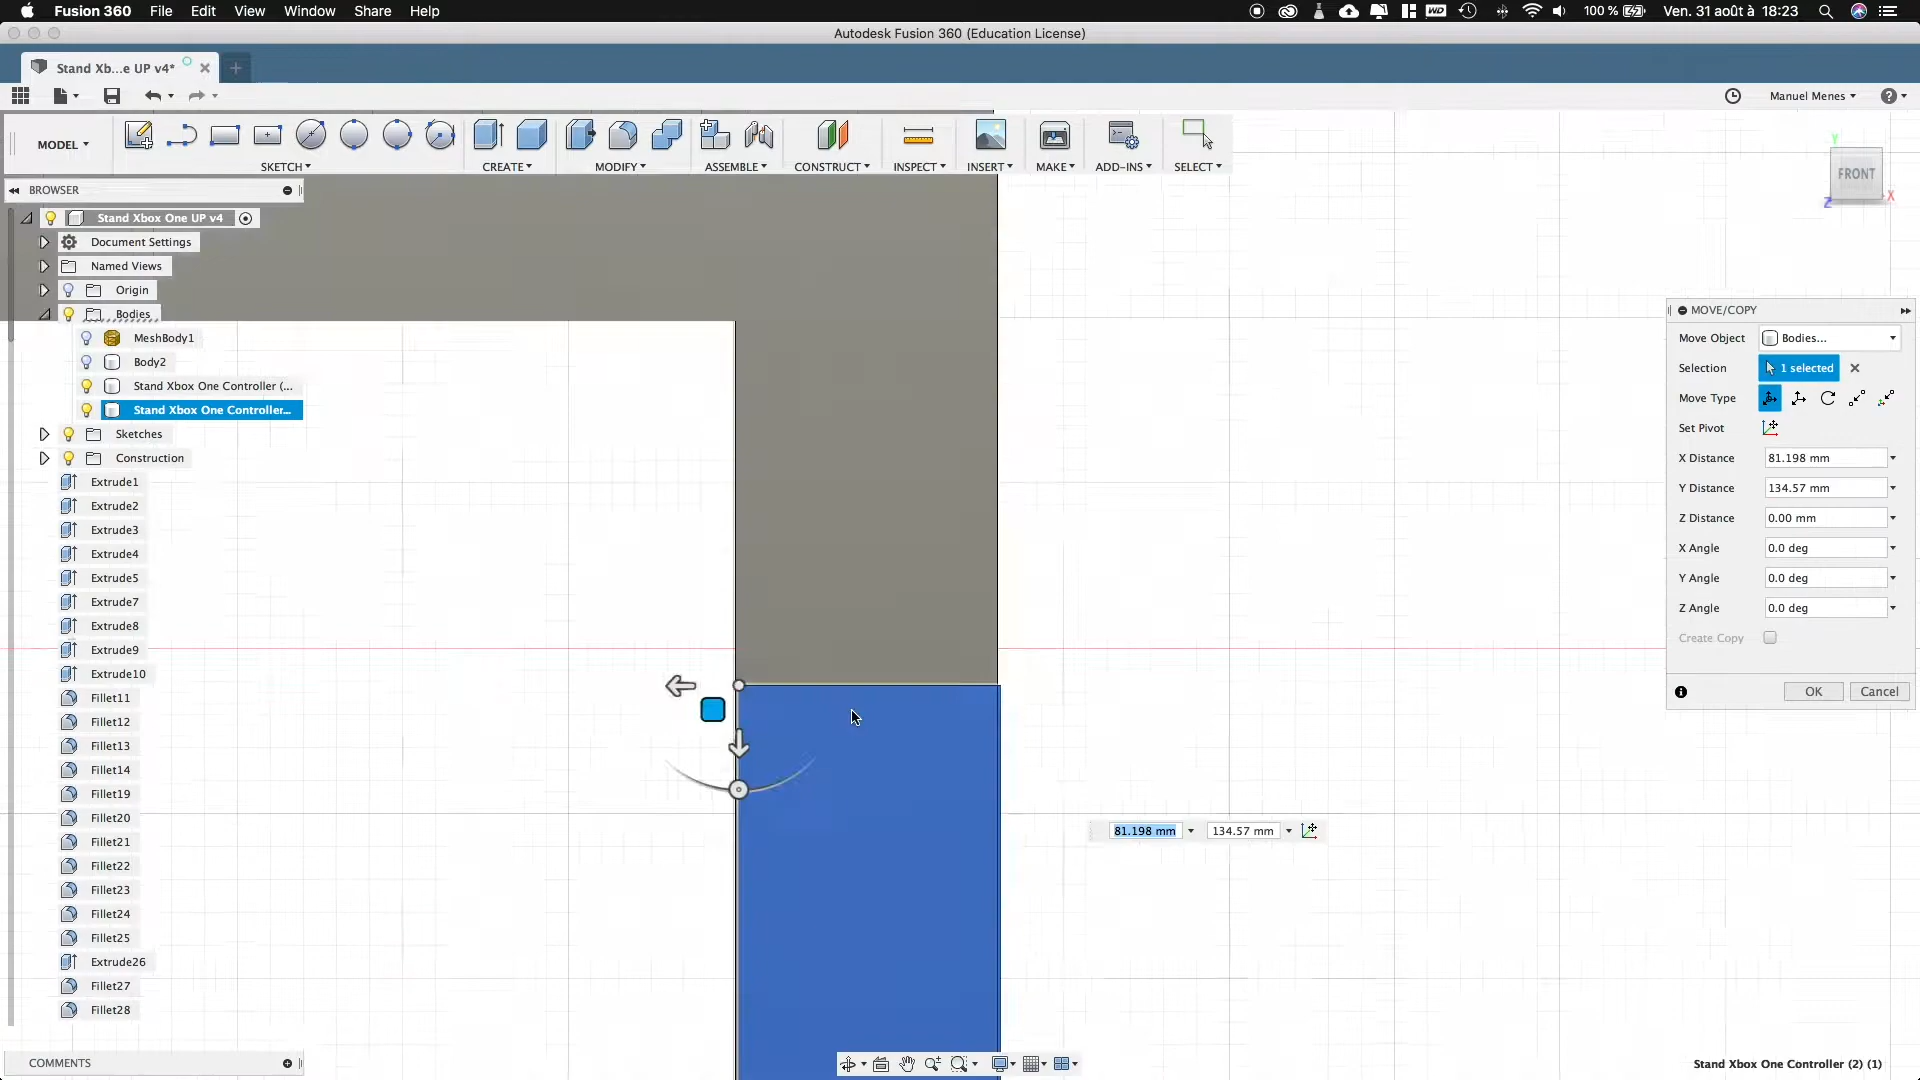 Fusion 360 File Edit View Window Share Help 100 % Ven. 31 août à 18:23
Autodesk Fusion 360 (Education License)
Stand Xb...e UP v4*
Manuel Menes
MODEL
SKETCH CREATE MODIFY ASSEMBLE CONSTRUCT INSPECT INSERT MAKE ADD-INS SELECT
Y
FRONT
X
Z
BROWSER
Stand Xbox One UP v4
Document Settings
Named Views
Origin
Bodies
MeshBody1
Body2
Stand Xbox One Controller (...
Stand Xbox One Controller...
Sketches
Construction
Extrude1
Extrude2
Extrude3
Extrude4
Extrude5
Extrude7
Extrude8
Extrude9
Extrude10
Fillet11
Fillet12
Fillet13
Fillet14
Fillet19
Fillet20
Fillet21
Fillet22
Fillet23
Fillet24
Fillet25
Extrude26
Fillet27
Fillet28
MOVE/COPY
Move Object Bodies...
Selection 1 selected
Move Type
Set Pivot
X Distance 81.198 mm
Y Distance 134.57 mm
Z Distance 0.00 mm
X Angle 0.0 deg
Y Angle 0.0 deg
Z Angle 0.0 deg
Create Copy
OK Cancel
81.198 mm 134.57 mm
COMMENTS
Stand Xbox One Controller (2) (1)